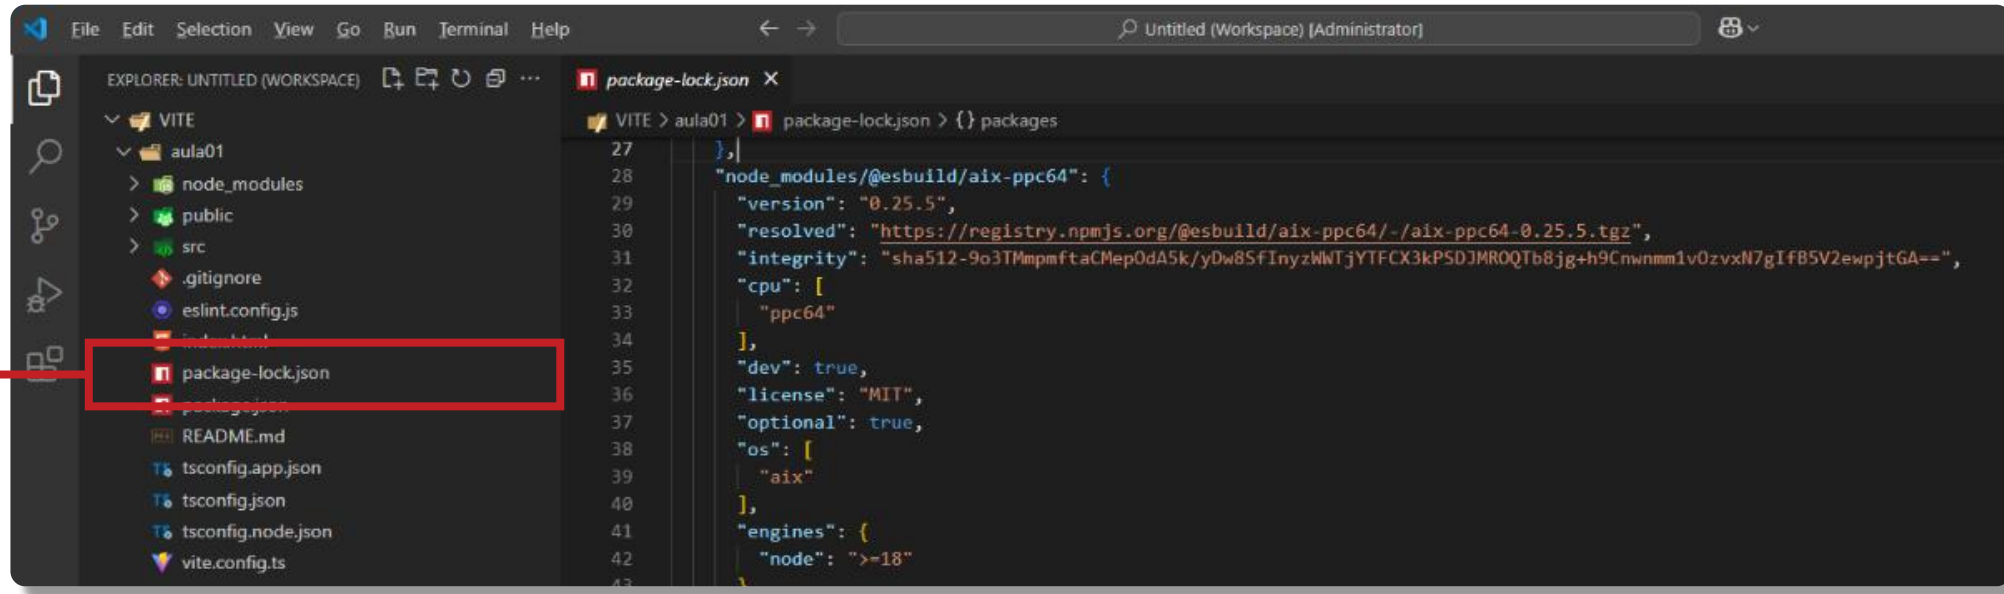 File Edit Selection View Go Run Terminal Help
Untitled (Workspace) [Administrator]
EXPLORER: UNTITLED (WORKSPACE)
VITE
aula01
node_modules
public
src
.gitignore
eslint.config.js
index.html
package-lock.json
package.json
README.md
tsconfig.app.json
tsconfig.json
tsconfig.node.json
vite.config.ts
package-lock.json
VITE > aula01 > package-lock.json > {} packages
27 },
28 "node_modules/@esbuild/aix-ppc64": {
29 "version": "0.25.5",
30 "resolved": "https://registry.npmjs.org/@esbuild/aix-ppc64/-/aix-ppc64-0.25.5.tgz",
31 "integrity": "sha512-9o3TMmpmftaCMepOdA5k/yDw8SfInyzWWTjYTFCX3kPSDJMROQTb8jg+h9Cnwnmm1vOzvxN7gIfB5V2ewpjtGA==",
32 "cpu": [
33 "ppc64"
34 ],
35 "dev": true,
36 "license": "MIT",
37 "optional": true,
38 "os": [
39 "aix"
40 ],
41 "engines": {
42 "node": ">=18"
43 }